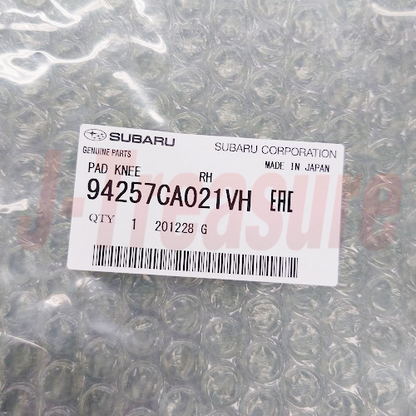 SUBARU SUBARU CORPORATION
GENUINE PARTS MADE IN JAPAN
PAD KNEE RH
94257CA021VH EAC
QTY 1 201228 G
J-Treasure